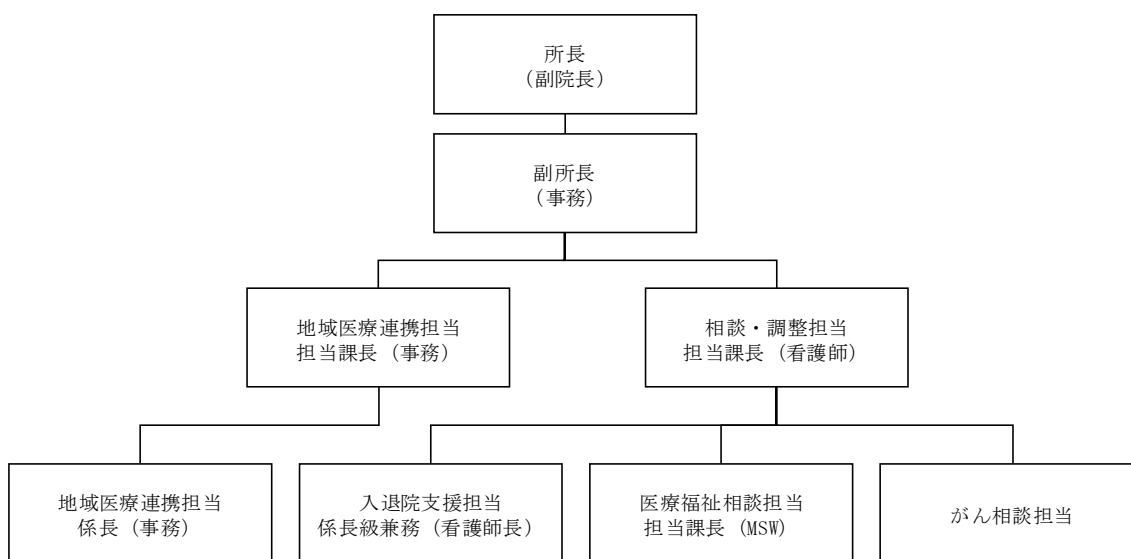 所長
(副院長)
副所長
(事務)
地域医療連携担当
担当課長 (事務)
相談・調整担当
担当課長 (看護師)
地域医療連携担当
係長 (事務)
入退院支援担当
係長級兼務 (看護師長)
医療福祉相談担当
担当課長 (MSW)
がん相談担当